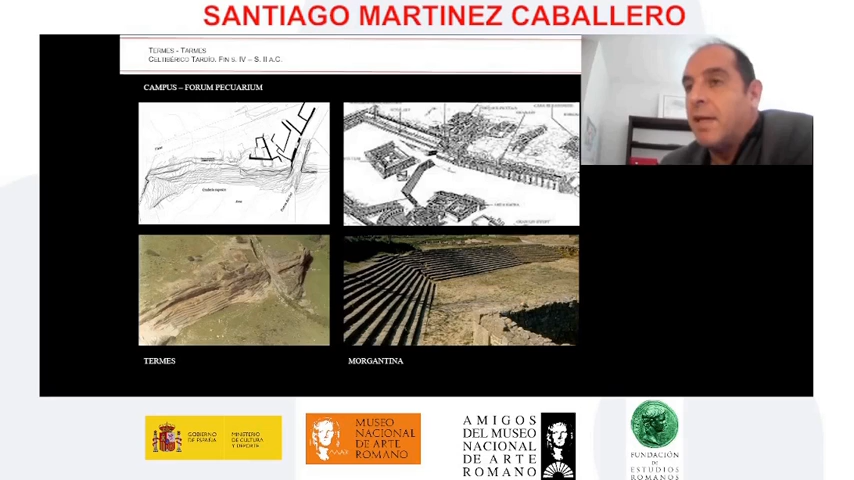 SANTIAGO MARTINEZ CABALLERO
TERMES - TARMES
CELTIBÉRICO TARDÍO. FIN S. IV – S. II A.C.
CAMPUS – FORUM PECUARIUM
TERMES
MORGANTINA
GOBIERNO
DE ESPAÑA
MINISTERIO
DE CULTURA
Y DEPORTE
MUSEO
NACIONAL
DE ARTE
ROMANO
AMIGOS
DEL MUSEO
NACIONAL
DE ARTE
ROMANO
FUNDACIÓN
DE
ESTUDIOS
ROMANOS